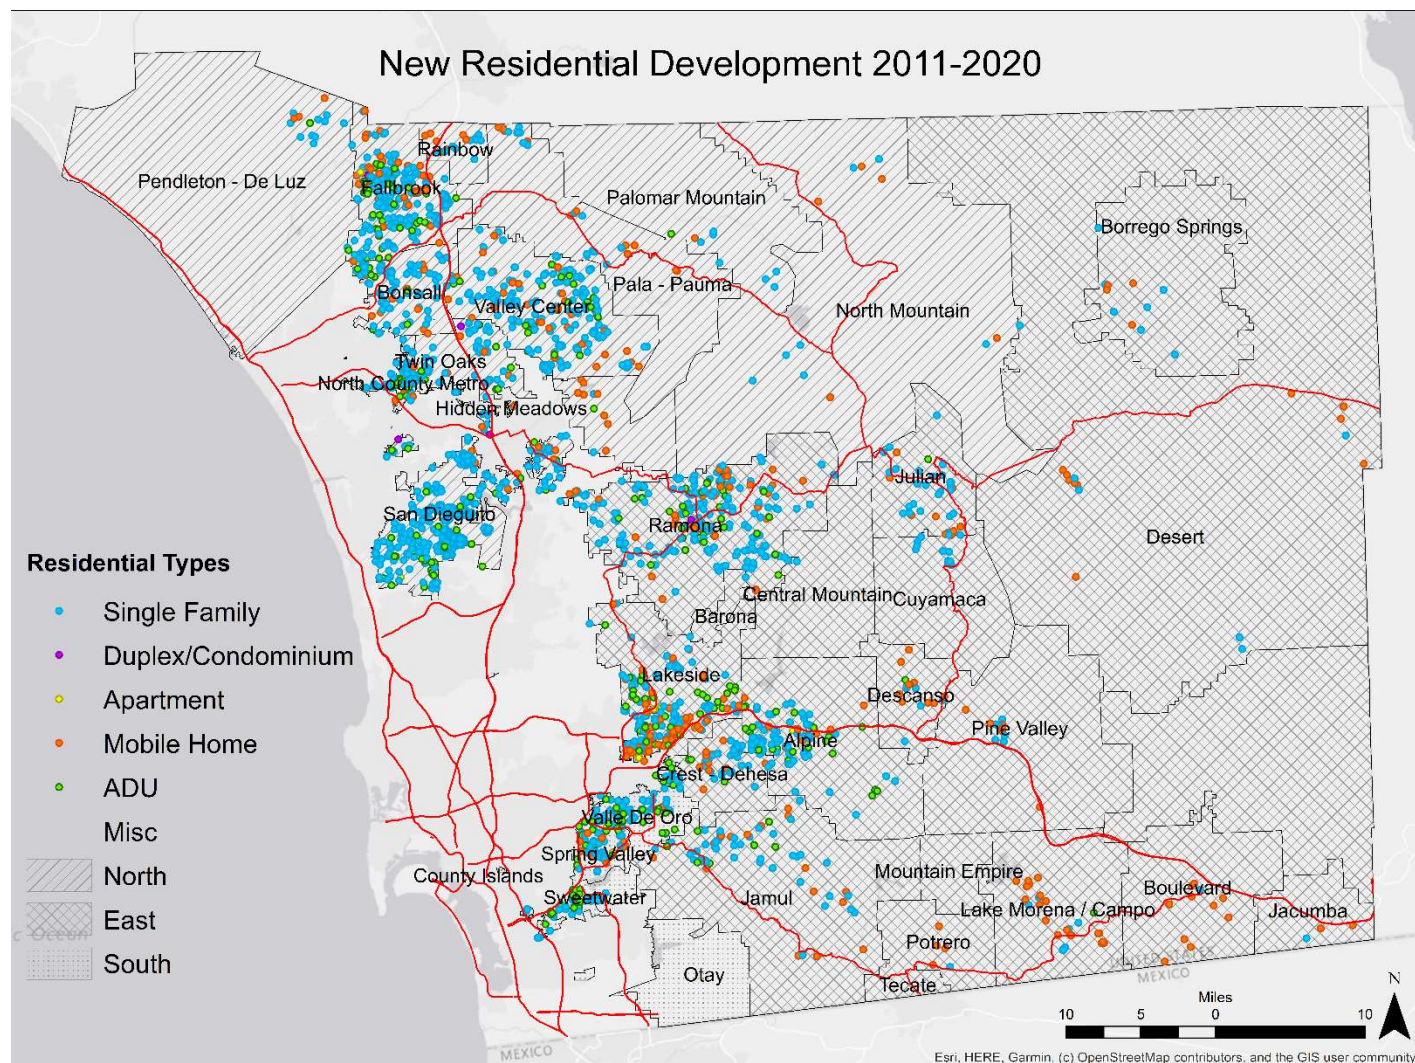 New Residential Development 2011-2020
Rainbow
Pendleton - De Luz
Fallbrook
Palomar Mountain
Borrego Springs
Bonsall
Valley Center
Pala - Pauma
North Mountain
Twin Oaks
North County Metro
Hidden Meadows
Julian
San Dieguito
Ramona
Desert
Central Mountain
Cuyamaca
Barona
Lakeside
Descanso
Pine Valley
Alpine
Crest - Dehesa
Valle De Oro
Spring Valley
County Islands
Mountain Empire
Sweetwater
Jamul
Lake Morena / Campo
Boulevard
Jacumba
Potrero
Otay
Tecate
Residential Types
Single Family
Duplex/Condominium
Apartment
Mobile Home
ADU
Misc
North
East
South
c Ocean
UNITED STATES
MEXICO
MEXICO
N
Miles
10 5 0 10
Esri, HERE, Garmin, (c) OpenStreetMap contributors, and the GIS user community